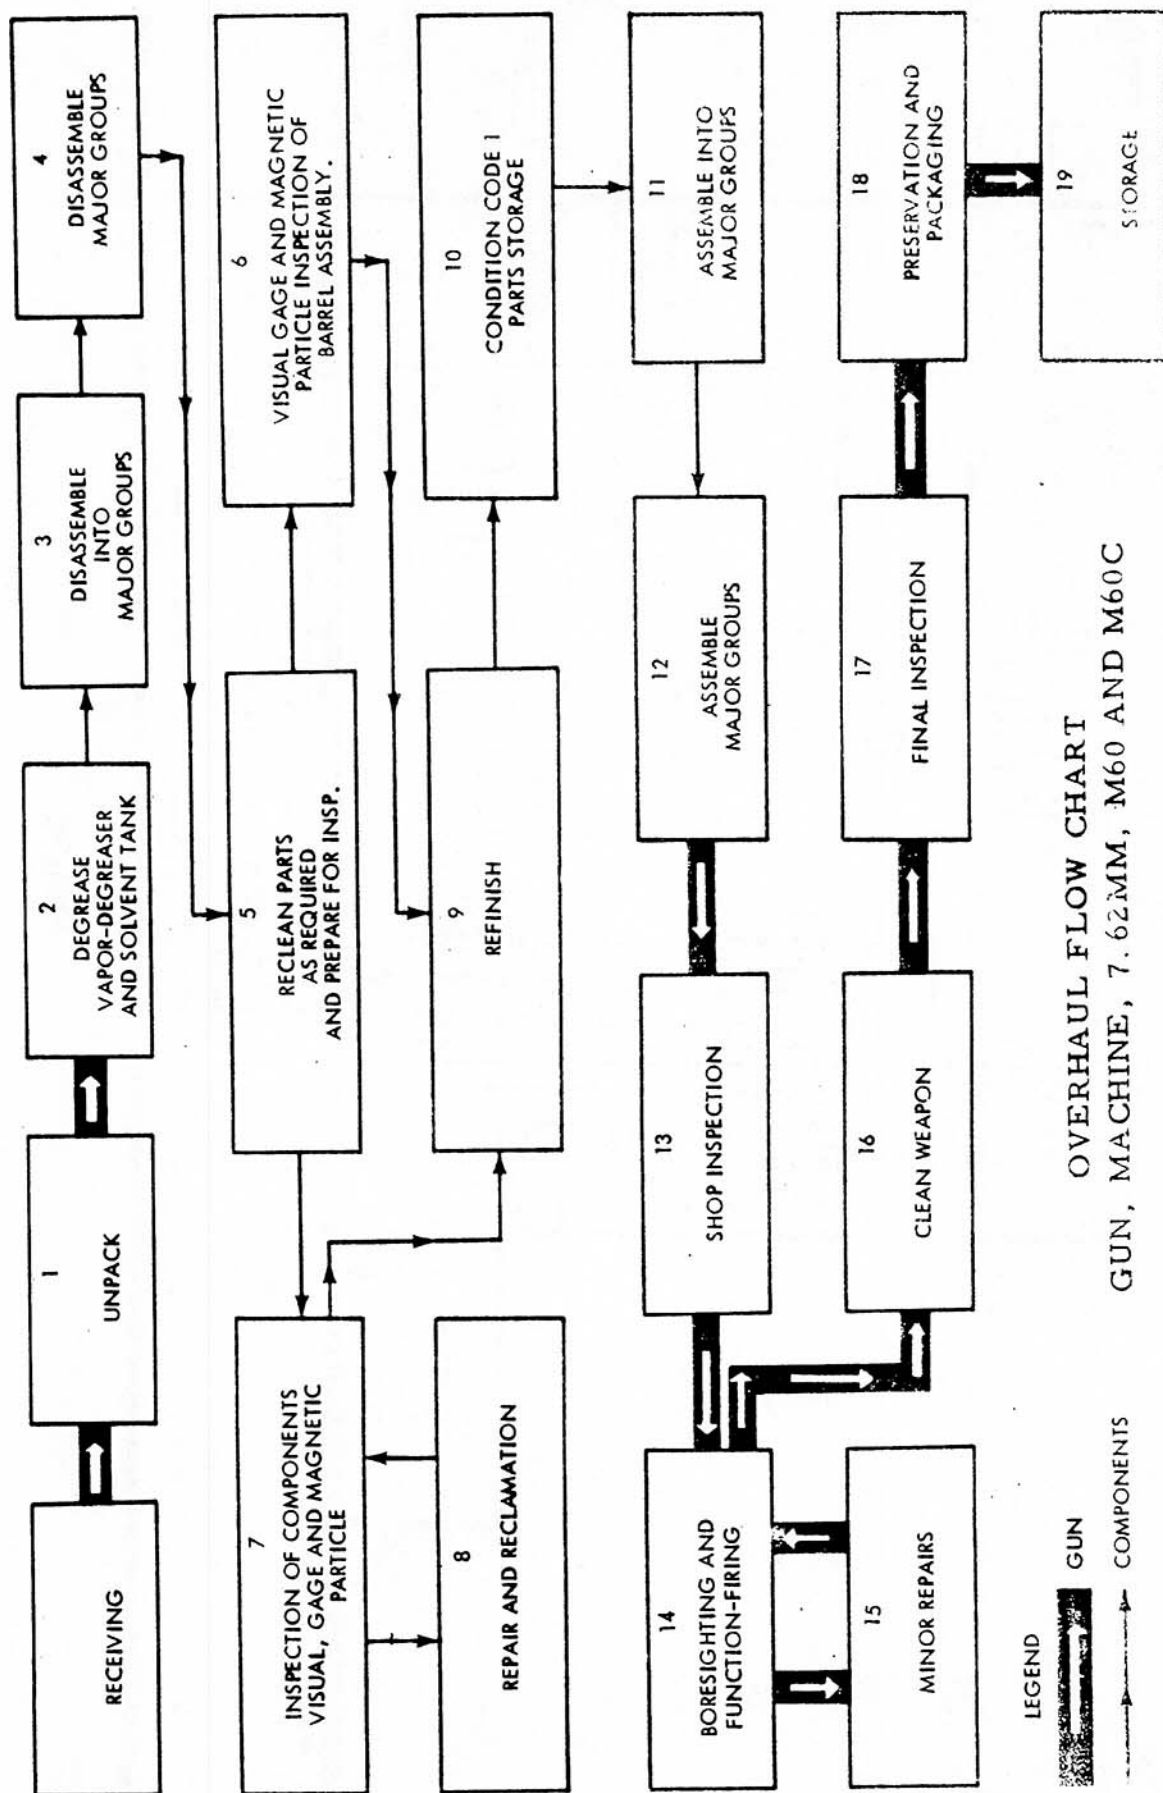 RECEIVING
1
UNPACK
2
DEGREASE
VAPOR-DEGREASER
AND SOLVENT TANK
3
DISASSEMBLE
INTO
MAJOR GROUPS
4
DISASSEMBLE
MAJOR GROUPS
5
RECLEAN PARTS
AS REQUIRED
AND PREPARE FOR INSP.
6
VISUAL GAGE AND MAGNETIC
PARTICLE INSPECTION OF
BARREL ASSEMBLY.
7
INSPECTION OF COMPONENTS
VISUAL, GAGE AND MAGNETIC
PARTICLE
8
REPAIR AND RECLAMATION
9
REFINISH
10
CONDITION CODE 1
PARTS STORAGE
11
ASSEMBLE INTO
MAJOR GROUPS
12
ASSEMBLE
MAJOR GROUPS
13
SHOP INSPECTION
14
BORESIGHTING AND
FUNCTION-FIRING
15
MINOR REPAIRS
16
CLEAN WEAPON
17
FINAL INSPECTION
18
PRESERVATION AND
PACKAGING
19
STORAGE
LEGEND
GUN
COMPONENTS
OVERHAUL FLOW CHART
GUN, MACHINE, 7.62MM, M60 AND M60C